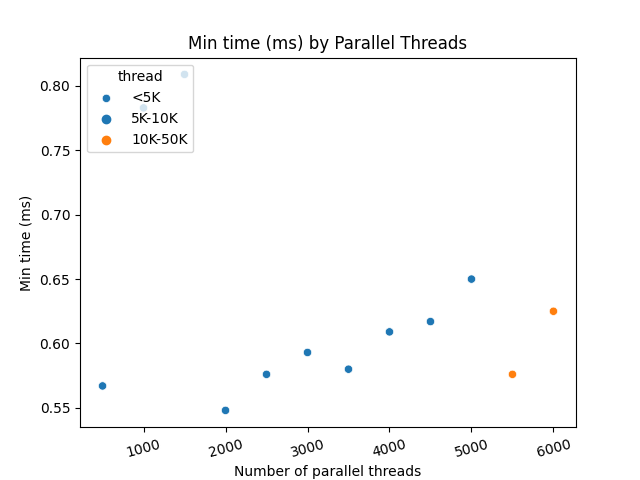 Min time (ms) by Parallel Threads
thread
<5K
5K-10K
10K-50K
0.80
0.75
0.70
0.65
0.60
0.55
Min time (ms)
1000
2000
3000
4000
5000
6000
Number of parallel threads